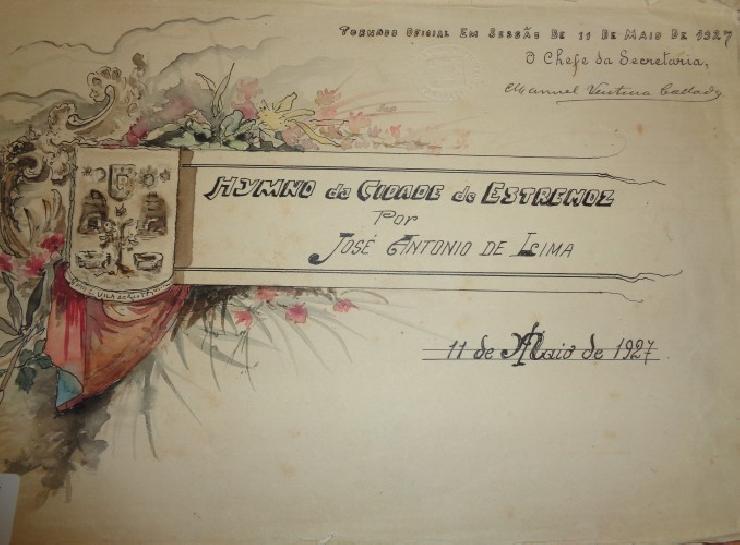 TORNADO OFICIAL EM SESSÃO DE 11 DE MAIO DE 1927
O Chefe da Secretaria,
Manuel Ventura
HYMNO da CIDADE de ESTREMOZ
Por
JOSÉ ANTONIO DE LIMA
11 de Maio de 1927